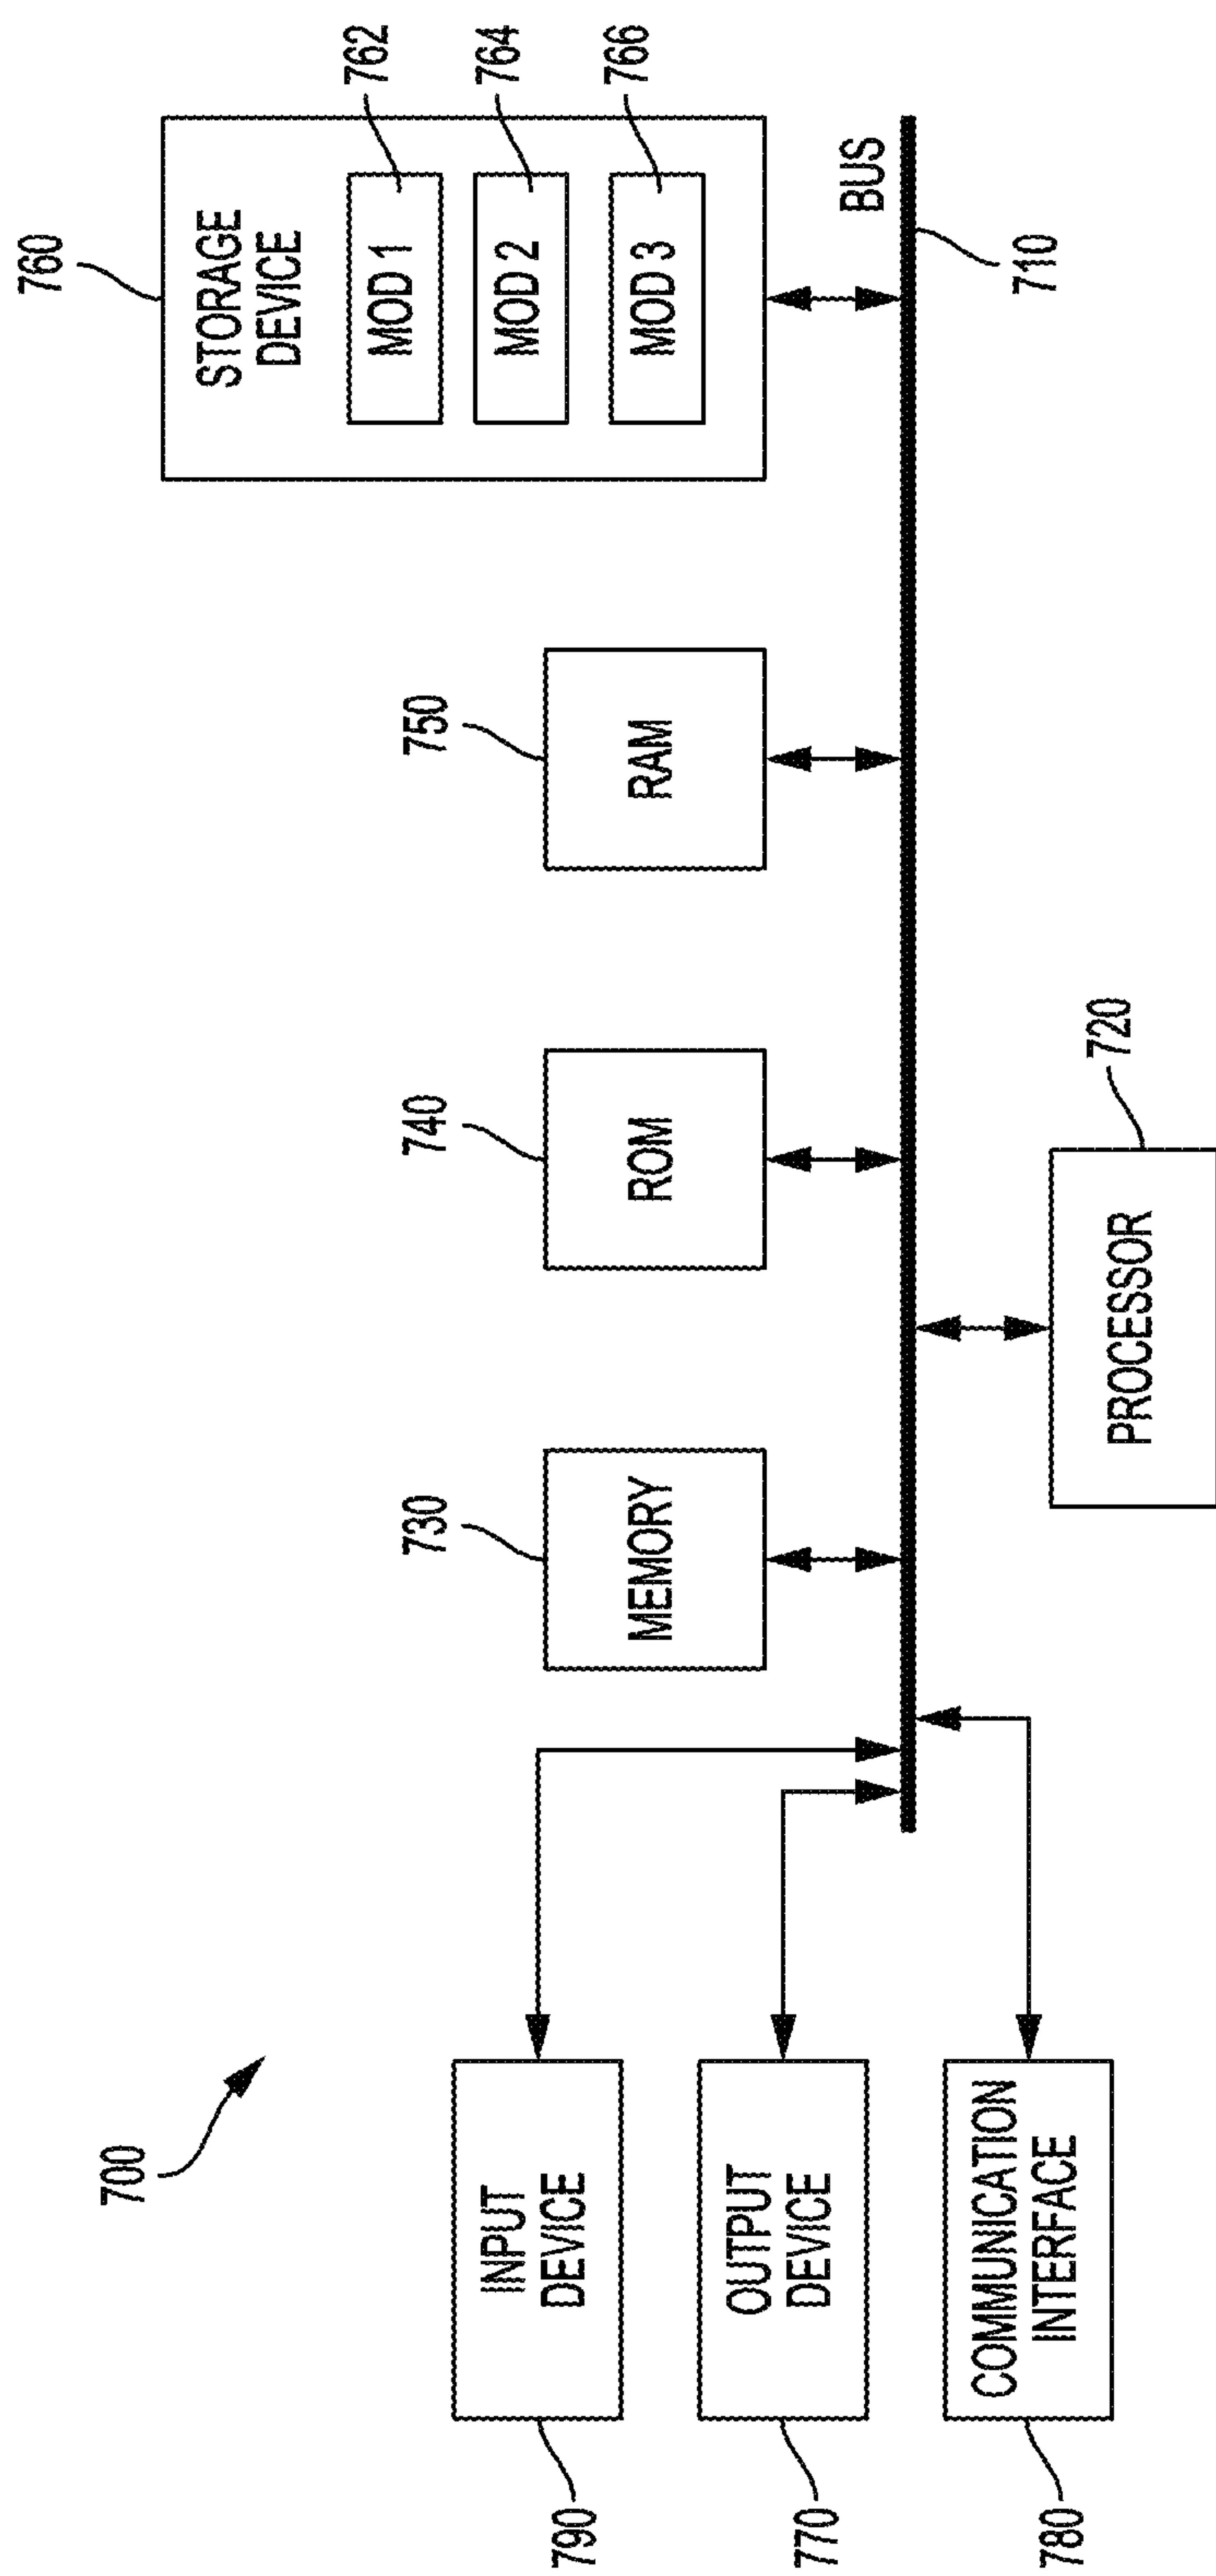 700
760
STORAGE
DEVICE
762
MOD 1
764
MOD 2
766
MOD 3
750
RAM
740
ROM
730
MEMORY
BUS
710
790
INPUT
DEVICE
770
OUTPUT
DEVICE
780
COMMUNICATION
INTERFACE
720
PROCESSOR